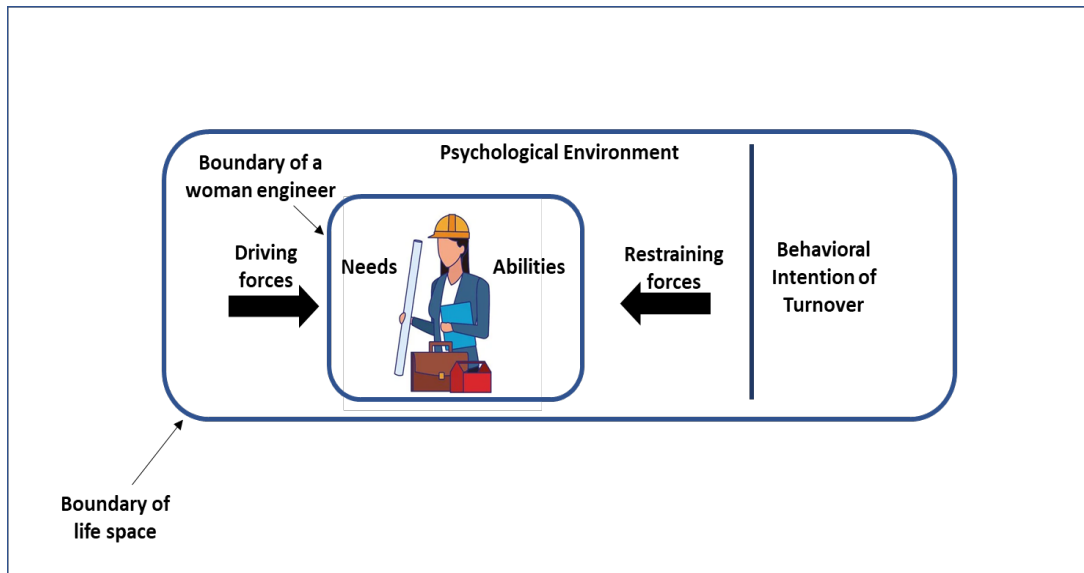 Psychological Environment
Boundary of a
woman engineer
Driving
forces
Needs
Abilities
Restraining
forces
Behavioral
Intention of
Turnover
Boundary of
life space